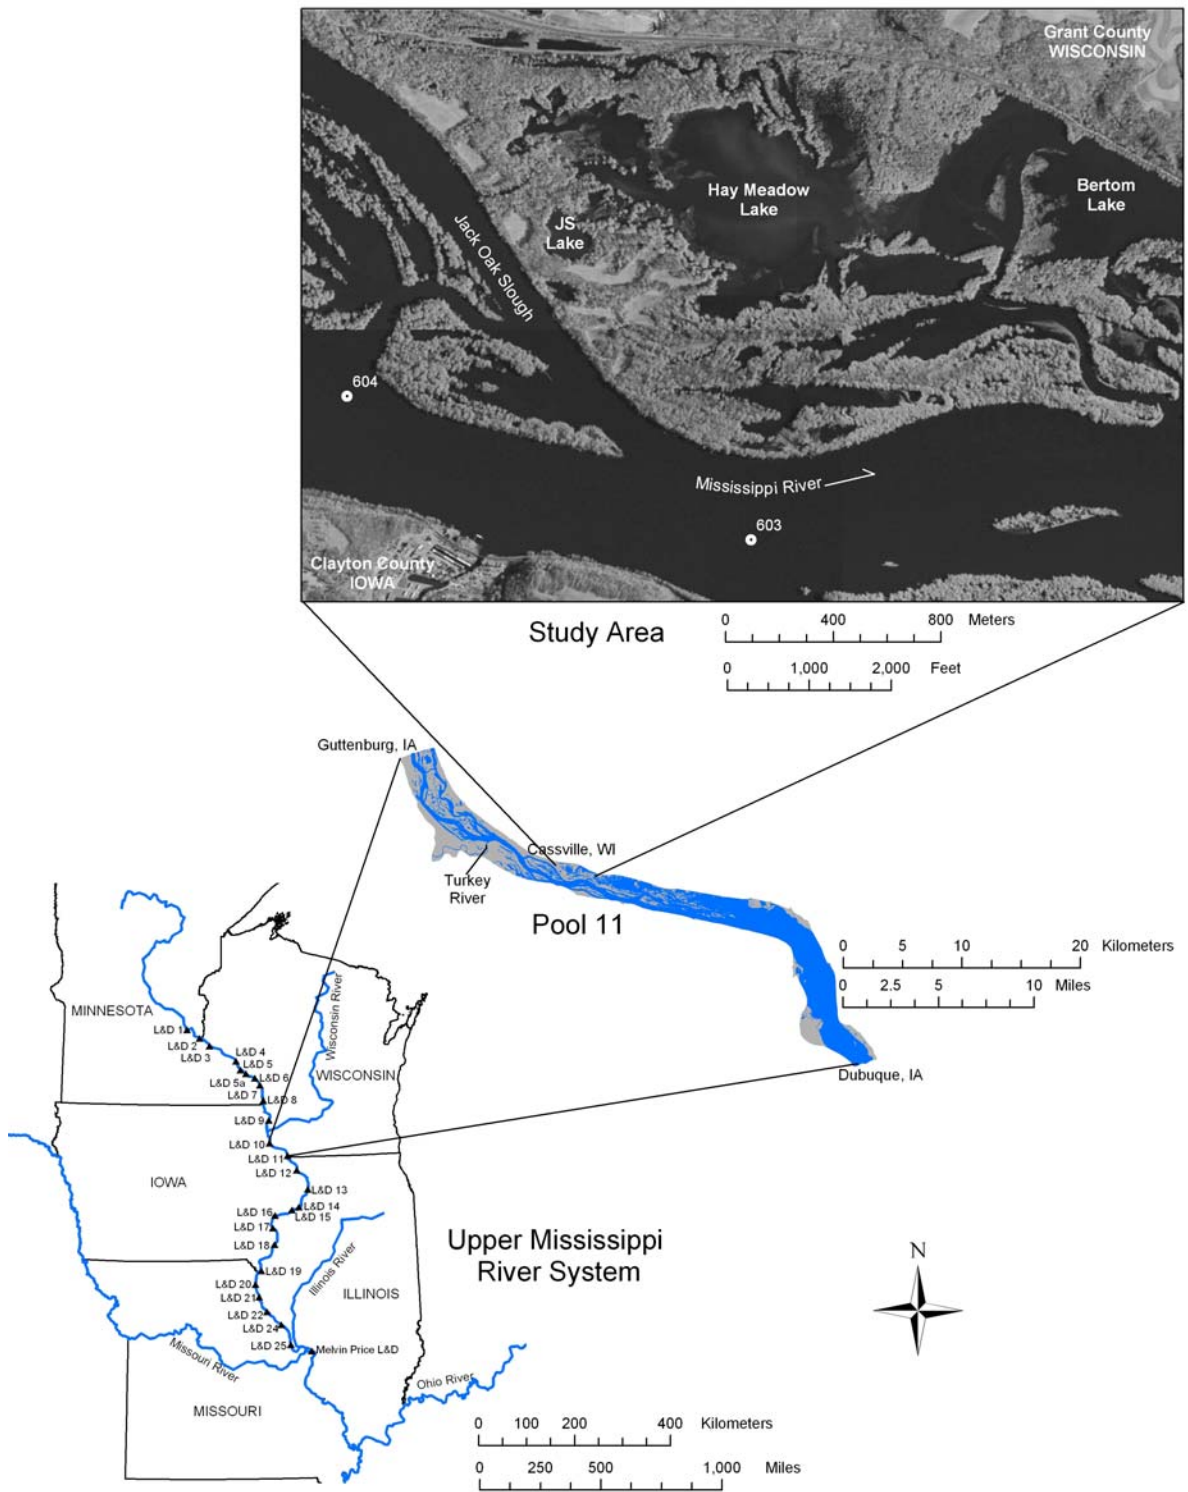 Grant County
WISCONSIN
Hay Meadow
Lake
Bertom
Lake
JS
Lake
Jack Oak Slough
604
Mississippi River
603
Clayton County
IOWA
Study Area
0 400 800 Meters
0 1,000 2,000 Feet
Guttenburg, IA
Cassville, WI
Turkey
River
Pool 11
0 5 10 20 Kilometers
0 2.5 5 10 Miles
Dubuque, IA
MINNESOTA
Wisconsin River
WISCONSIN
L&D 1
L&D 2
L&D 3
L&D 4
L&D 5
L&D 5a
L&D 6
L&D 7
L&D 8
L&D 9
L&D 10
L&D 11
L&D 12
IOWA
L&D 13
L&D 14
L&D 15
L&D 16
L&D 17
L&D 18
Upper Mississippi
River System
N
L&D 19
L&D 20
L&D 21
L&D 22
L&D 24
L&D 25
Illinois River
ILLINOIS
Melvin Price L&D
Missouri River
Ohio River
MISSOURI
0 100 200 400 Kilometers
0 250 500 1,000 Miles